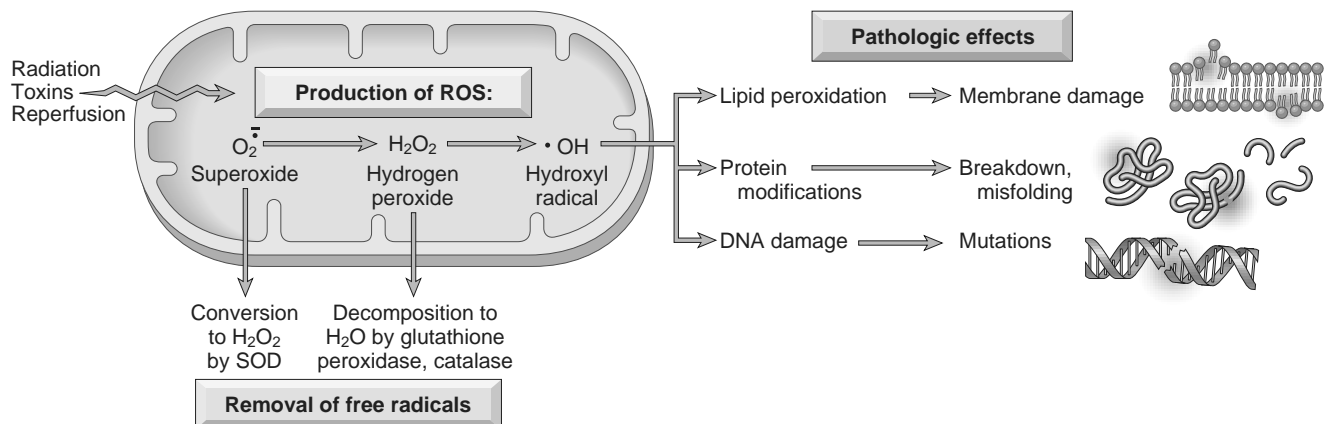 Pathologic effects
Radiation
Toxins
Reperfusion
Production of ROS:
O₂•̄
Superoxide
H₂O₂
Hydrogen
peroxide
• OH
Hydroxyl
radical
Lipid peroxidation
Membrane damage
Protein
modifications
Breakdown,
misfolding
DNA damage
Mutations
Conversion
to H₂O₂
by SOD
Decomposition to
H₂O by glutathione
peroxidase, catalase
Removal of free radicals